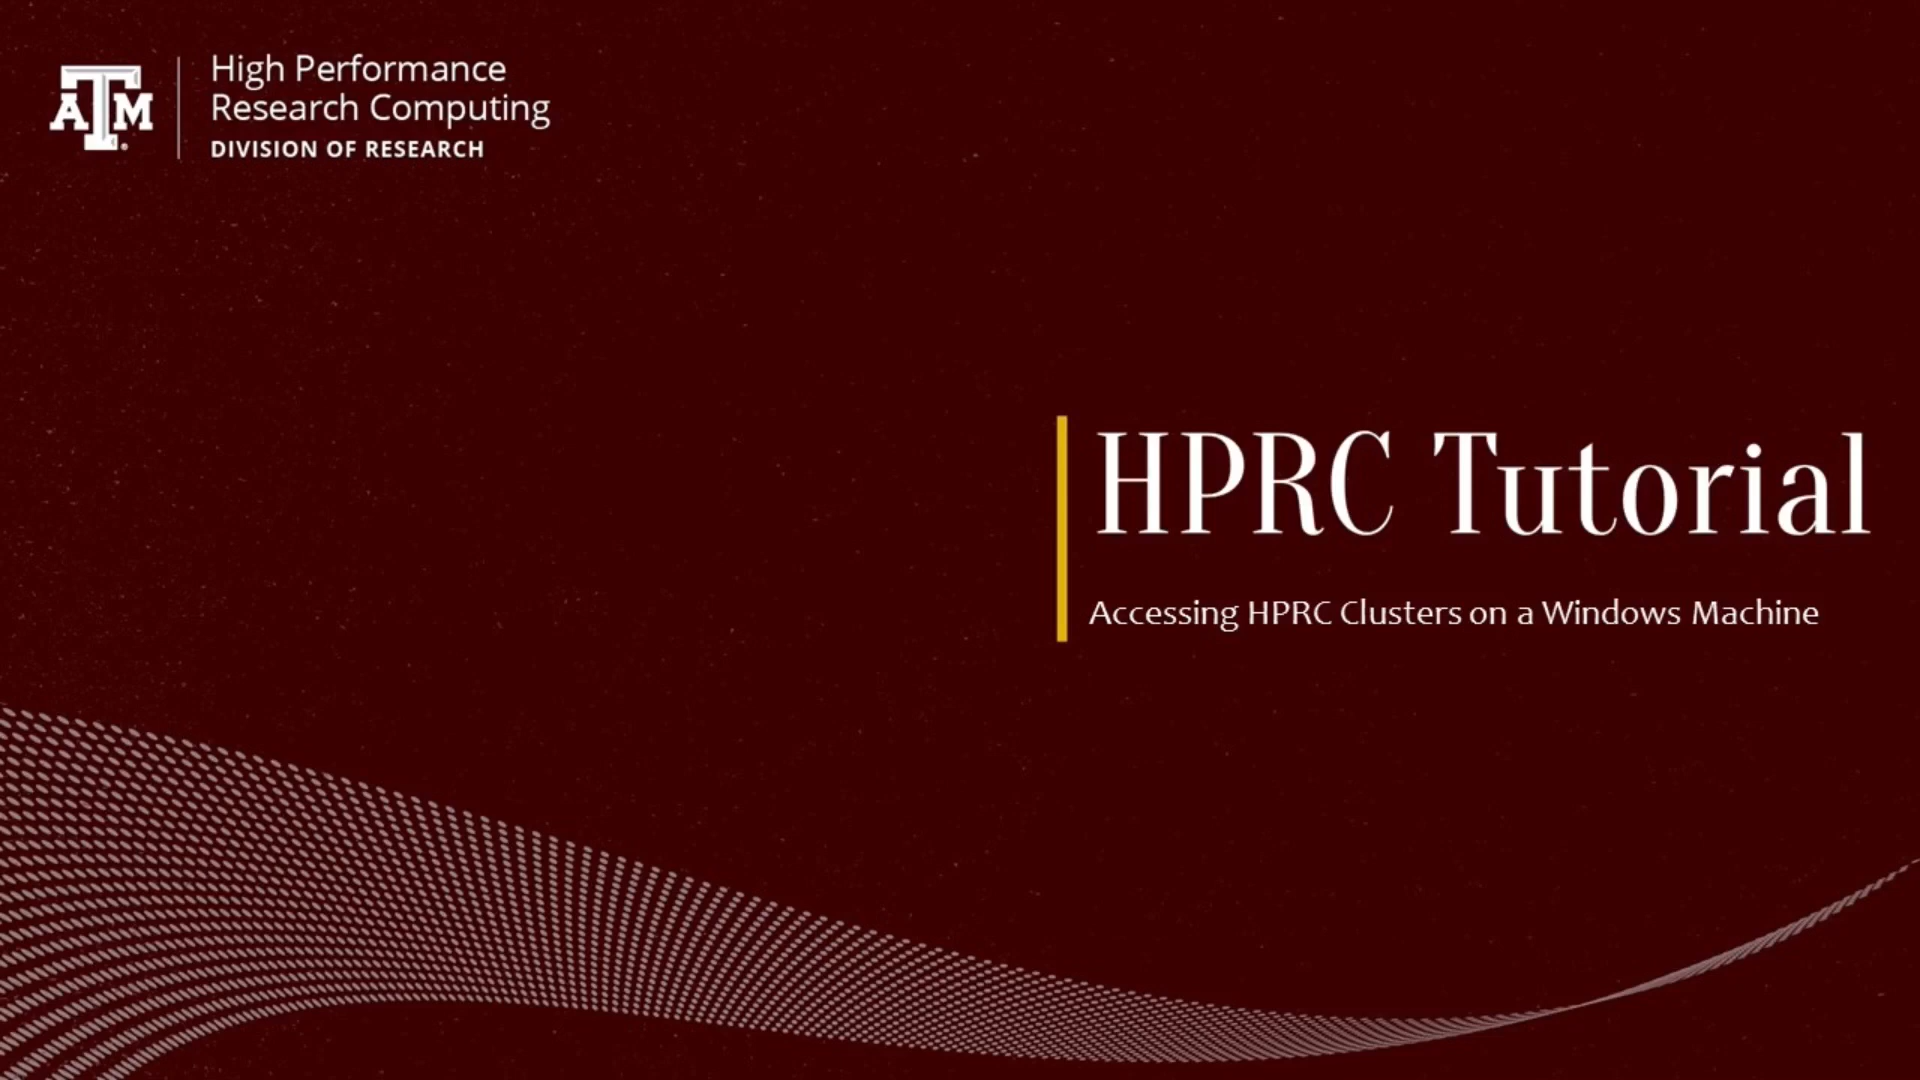 ATM
High Performance
Research Computing
DIVISION OF RESEARCH
HPRC Tutorial
Accessing HPRC Clusters on a Windows Machine